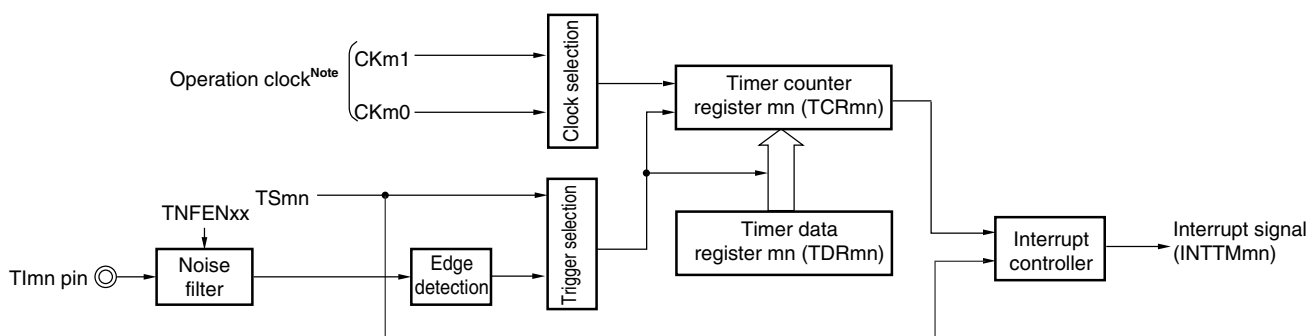 CKm1
Operation clockNote
CKm0
Clock selection
Timer counter
register mn (TCRmn)
TSmn
TNFENxx
TImn pin
Noise
filter
Edge
detection
Trigger selection
Timer data
register mn (TDRmn)
Interrupt
controller
Interrupt signal
(INTTMmn)